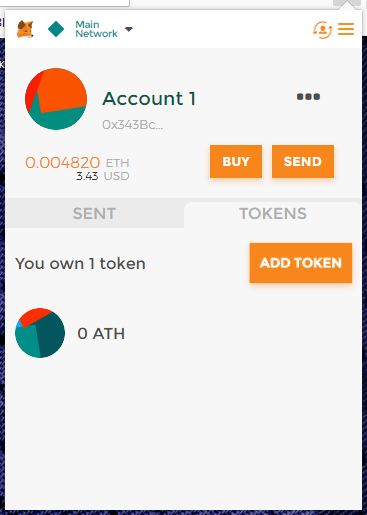 Main
Network
Account 1
0x343Bc...
0.004820 ETH
3.43 USD
BUY
SEND
SENT
TOKENS
You own 1 token
ADD TOKEN
0 ATH